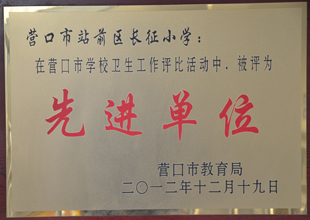 营口市站前区长征小学：
在营口市学校卫生工作评比活动中，被评为
先进单位
营口市教育局
二〇一二年十二月十九日